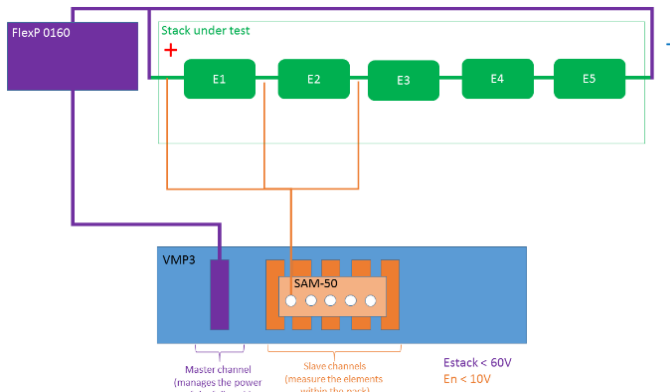 FlexP 0160
Stack under test
+
-
E1
E2
E3
E4
E5
VMP3
SAM-50
Master channel
(manages the power
Slave channels
(measure the elements
within the pack)
Estack < 60V
En < 10V